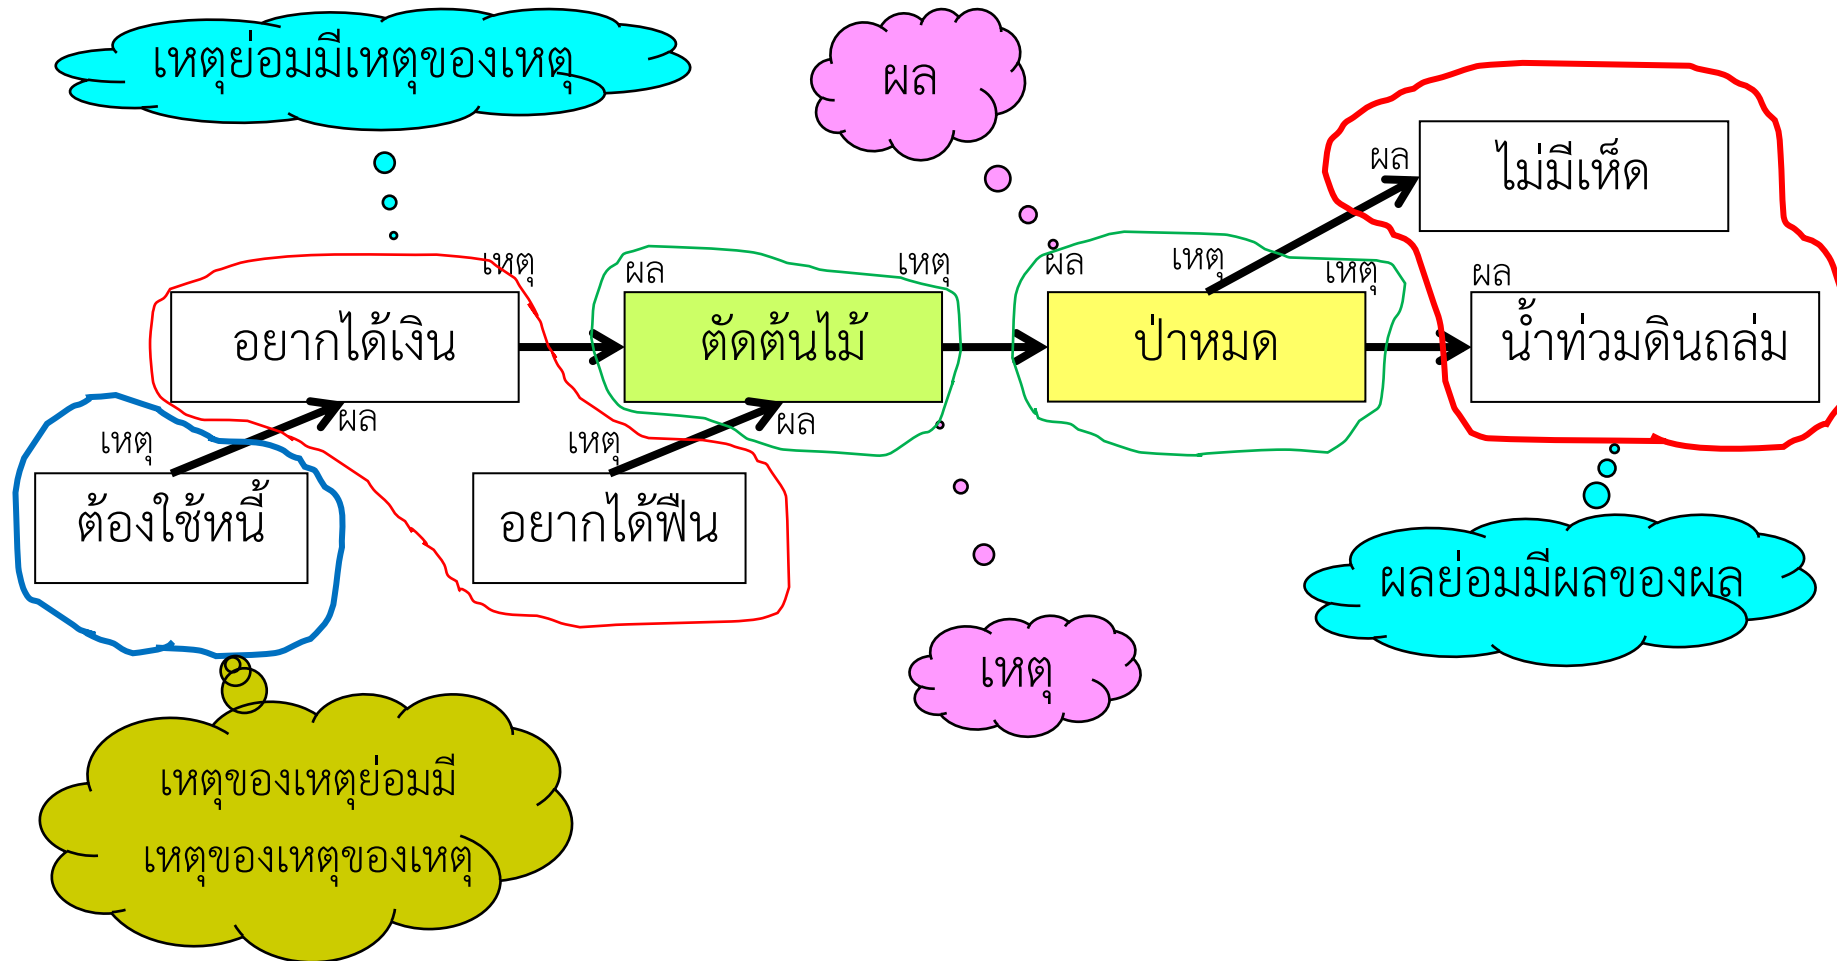 เหตุย่อมมีเหตุของเหตุ
ผล
ผล
ไม่มีเห็ด
เหตุ
ผล
เหตุ
ผล
เหตุ
เหตุ
ผล
อยากได้เงิน
ตัดต้นไม้
ป่าหมด
น้ำท่วมดินถล่ม
เหตุ
ผล
เหตุ
ผล
ต้องใช้หนี้
อยากได้ฟืน
ผลย่อมมีผลของผล
เหตุ
เหตุของเหตุย่อมมี
เหตุของเหตุของเหตุ